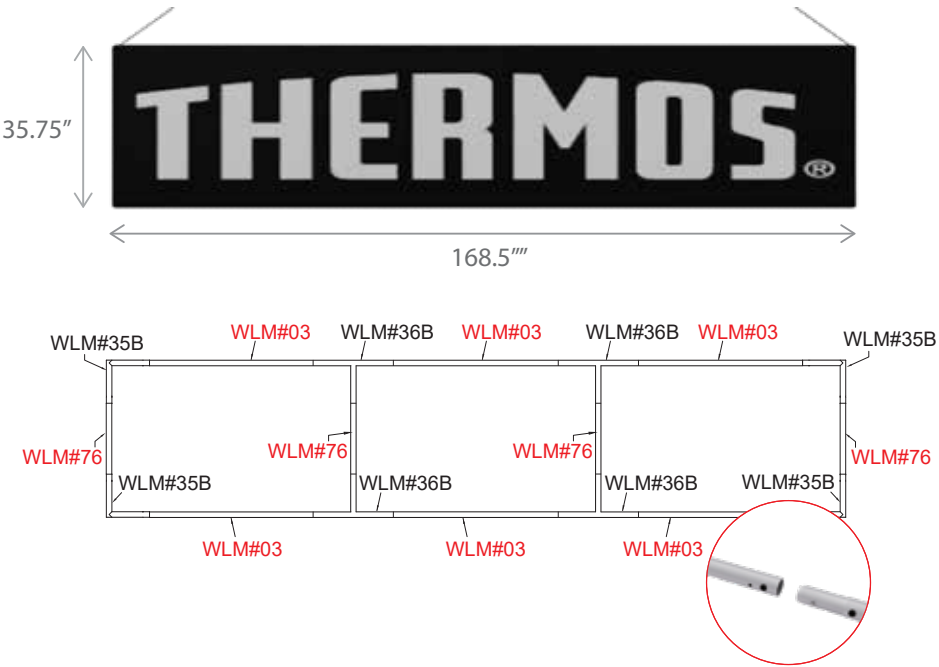 35.75”
THERMOS®
168.5””
WLM#35B WLM#03 WLM#36B WLM#03 WLM#36B WLM#03 WLM#35B
WLM#76 WLM#76 WLM#76 WLM#76
WLM#35B WLM#36B WLM#36B WLM#35B
WLM#03 WLM#03 WLM#03